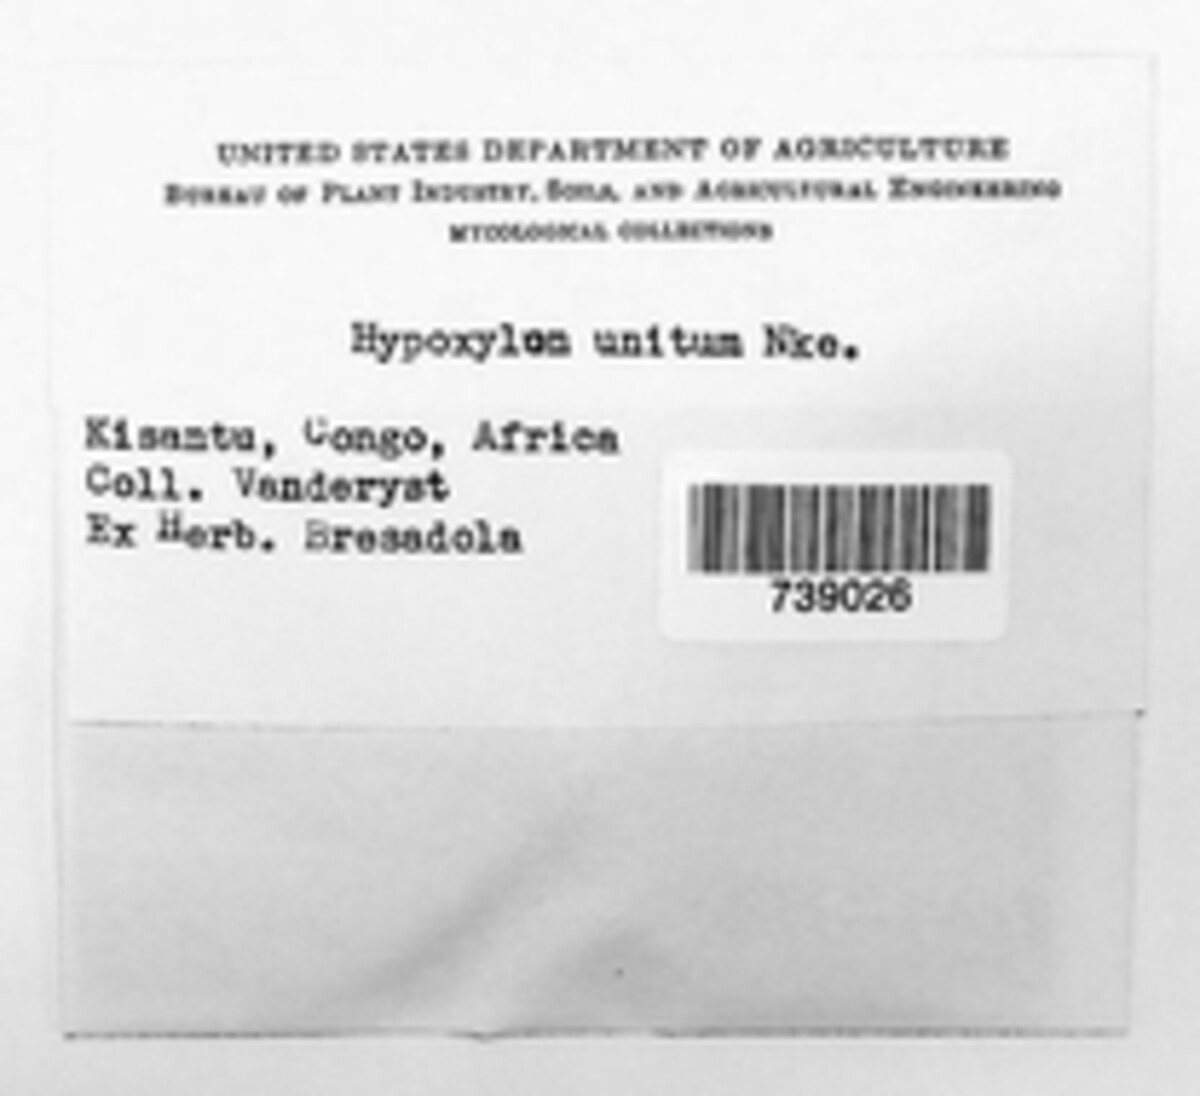 UNITED STATES DEPARTMENT OF AGRICULTURE
BUREAU OF PLANT INDUSTRY, SOILS, AND AGRICULTURAL ENGINEERING
MYCOLOGICAL COLLECTIONS
Hypoxylon unitum Nke.
Kisantu, Congo, Africa
Coll. Vanderyst
Ex Herb. Bresadola
739026